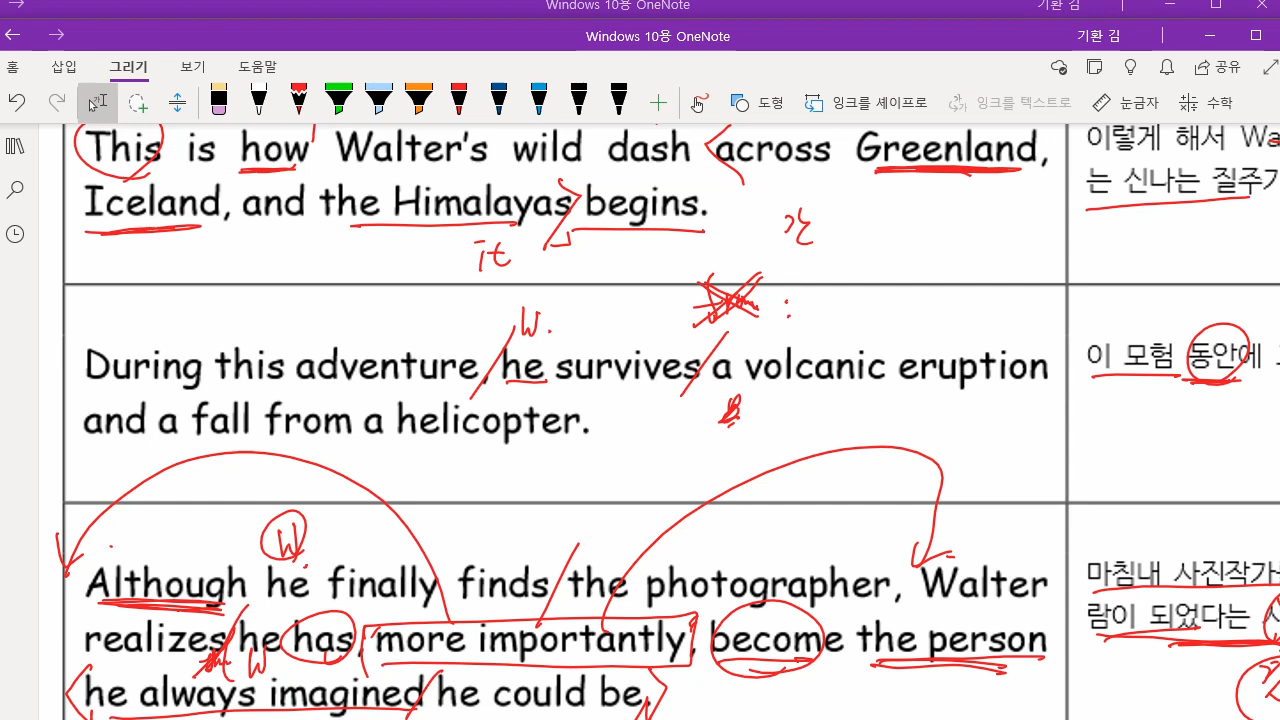 Windows 10용 OneNote
기환 김
Windows 10용 OneNote
기환 김
홈 삽입 그리기 보기 도움말
공유
도형 잉크를 셰이프로 잉크를 텍스트로 눈금자 수학
This is how Walter's wild dash across Greenland,
Iceland, and the Himalayas begins.
it
이렇게 해서 Wa
는 신나는 질주가
W.
During this adventure, he survives a volcanic eruption
and a fall from a helicopter.
이 모험 동안에
W.
Although he finally finds the photographer, Walter
realizes he has, more importantly, become the person
W
he always imagined he could be.
마침내 사진작가
람이 되었다는